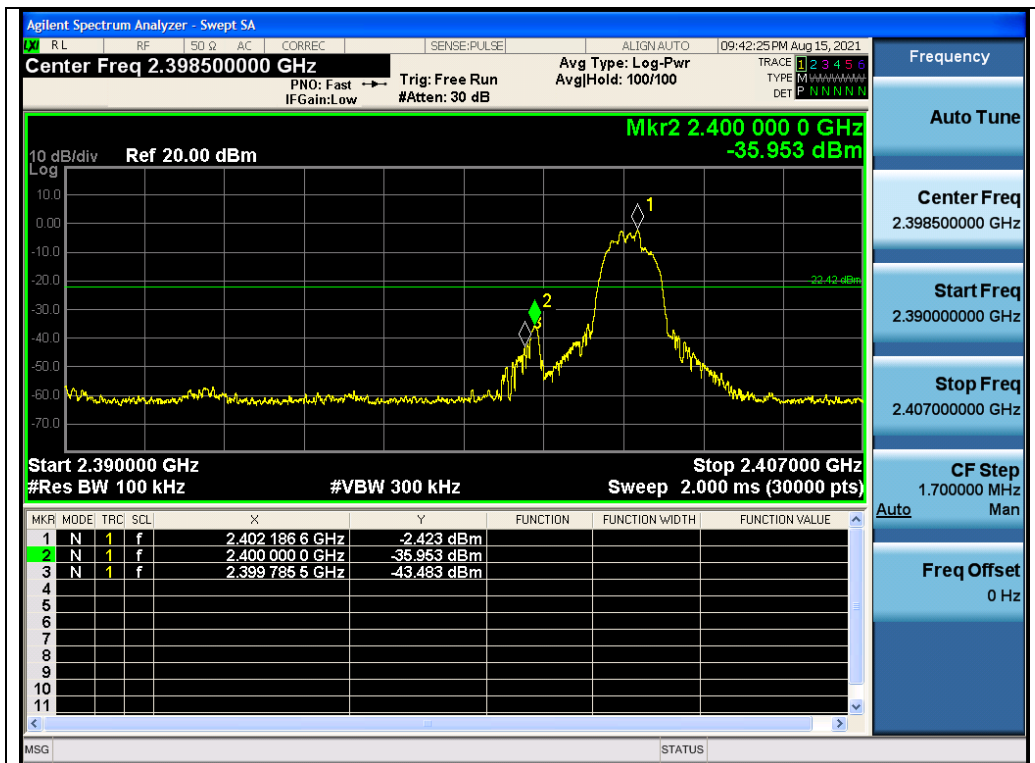 Agilent Spectrum Analyzer - Swept SA
LXI RL RF 50 Ω AC CORREC SENSE:PULSE ALIGN AUTO 09:42:25 PM Aug 15, 2021
Center Freq 2.398500000 GHz
PNO: Fast
IFGain:Low
Trig: Free Run
#Atten: 30 dB
Avg Type: Log-Pwr
Avg|Hold: 100/100
TRACE 1 2 3 4 5 6
TYPE M W W W W W
DET P N N N N N
Mkr2 2.400 000 0 GHz
-35.953 dBm
10 dB/div Ref 20.00 dBm
Log
10.0
0.00
-10.0
-20.0
-30.0
-40.0
-50.0
-60.0
-70.0
1
2
3
22.42 dBm
Start 2.390000 GHz Stop 2.407000 GHz
#Res BW 100 kHz #VBW 300 kHz Sweep 2.000 ms (30000 pts)
MKR MODE TRC SCL X Y FUNCTION FUNCTION WIDTH FUNCTION VALUE
1 N 1 f 2.402 186 6 GHz -2.423 dBm
2 N 1 f 2.400 000 0 GHz -35.953 dBm
3 N 1 f 2.399 785 5 GHz -43.483 dBm
4
5
6
7
8
9
10
11
MSG STATUS
Frequency
Auto Tune
Center Freq
2.398500000 GHz
Start Freq
2.390000000 GHz
Stop Freq
2.407000000 GHz
CF Step
1.700000 MHz
Auto Man
Freq Offset
0 Hz